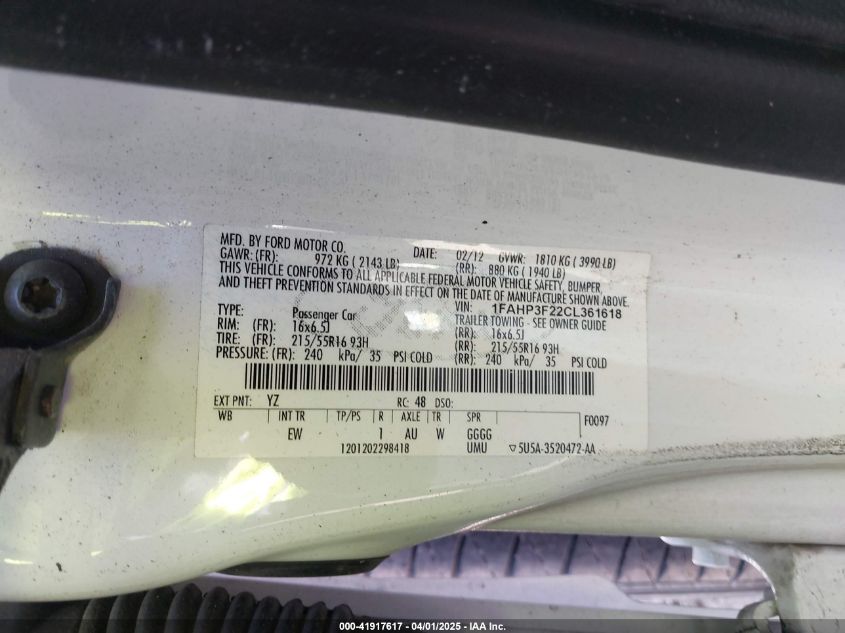 MFD. BY FORD MOTOR CO.
DATE: 02/12 GVWR: 1810 KG ( 3990 LB)
GAWR: (FR): 972 KG ( 2143 LB) (RR): 880 KG ( 1940 LB)
THIS VEHICLE CONFORMS TO ALL APPLICABLE FEDERAL MOTOR VEHICLE SAFETY, BUMPER,
AND THEFT PREVENTION STANDARDS IN EFFECT ON THE DATE OF MANUFACTURE SHOWN ABOVE.
VIN: 1FAHP3F22CL361618
TYPE: Passenger Car TRAILER TOWING - SEE OWNER GUIDE
RIM: (FR): 16x6.5J (RR): 16x6.5J
TIRE: (FR): 215/55R16 93H (RR): 215/55R16 93H
PRESSURE: (FR): 240 kPa/ 35 PSI COLD (RR): 240 kPa/ 35 PSI COLD
EXT PNT: YZ RC: 48 DSO:
WB INT TR TP/PS R AXLE TR SPR F0097
EW 1 AU W GGGG
1201202298418 UMU ▽5U5A-3520472-AA
000-41917617 - 04/01/2025 - IAA Inc.